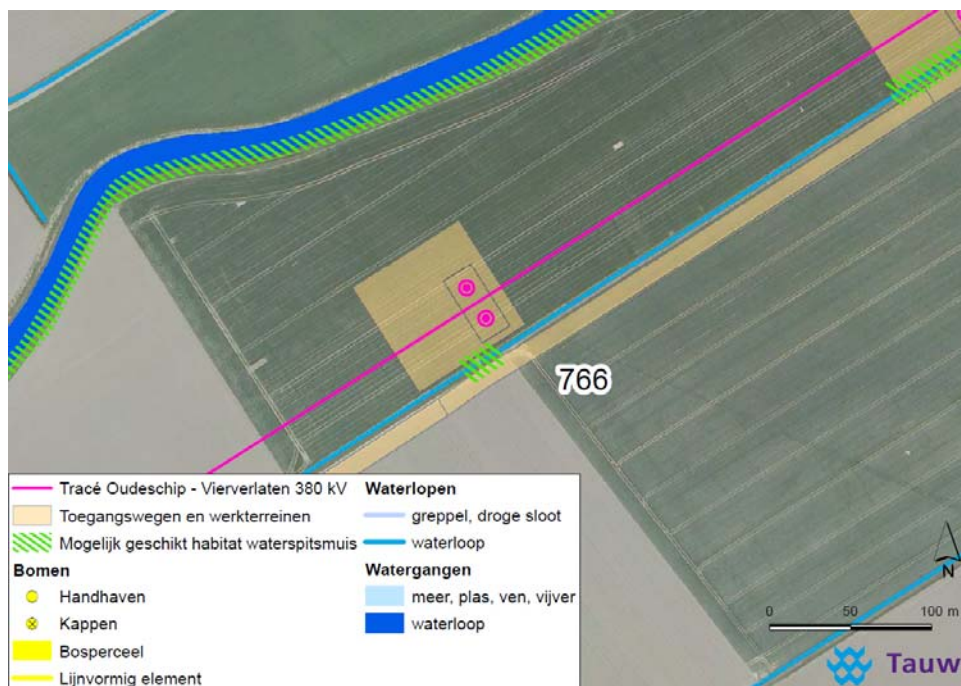 766
Tracé Oudeschip - Vierverlaten 380 kV
Toegangswegen en werkterreinen
Mogelijk geschikt habitat waterspitsmuis
Bomen
Handhaven
Kappen
Bosperceel
Lijnvormig element
Waterlopen
greppel, droge sloot
waterloop
Watergangen
meer, plas, ven, vijver
waterloop
N
0 50 100 m
Tauw